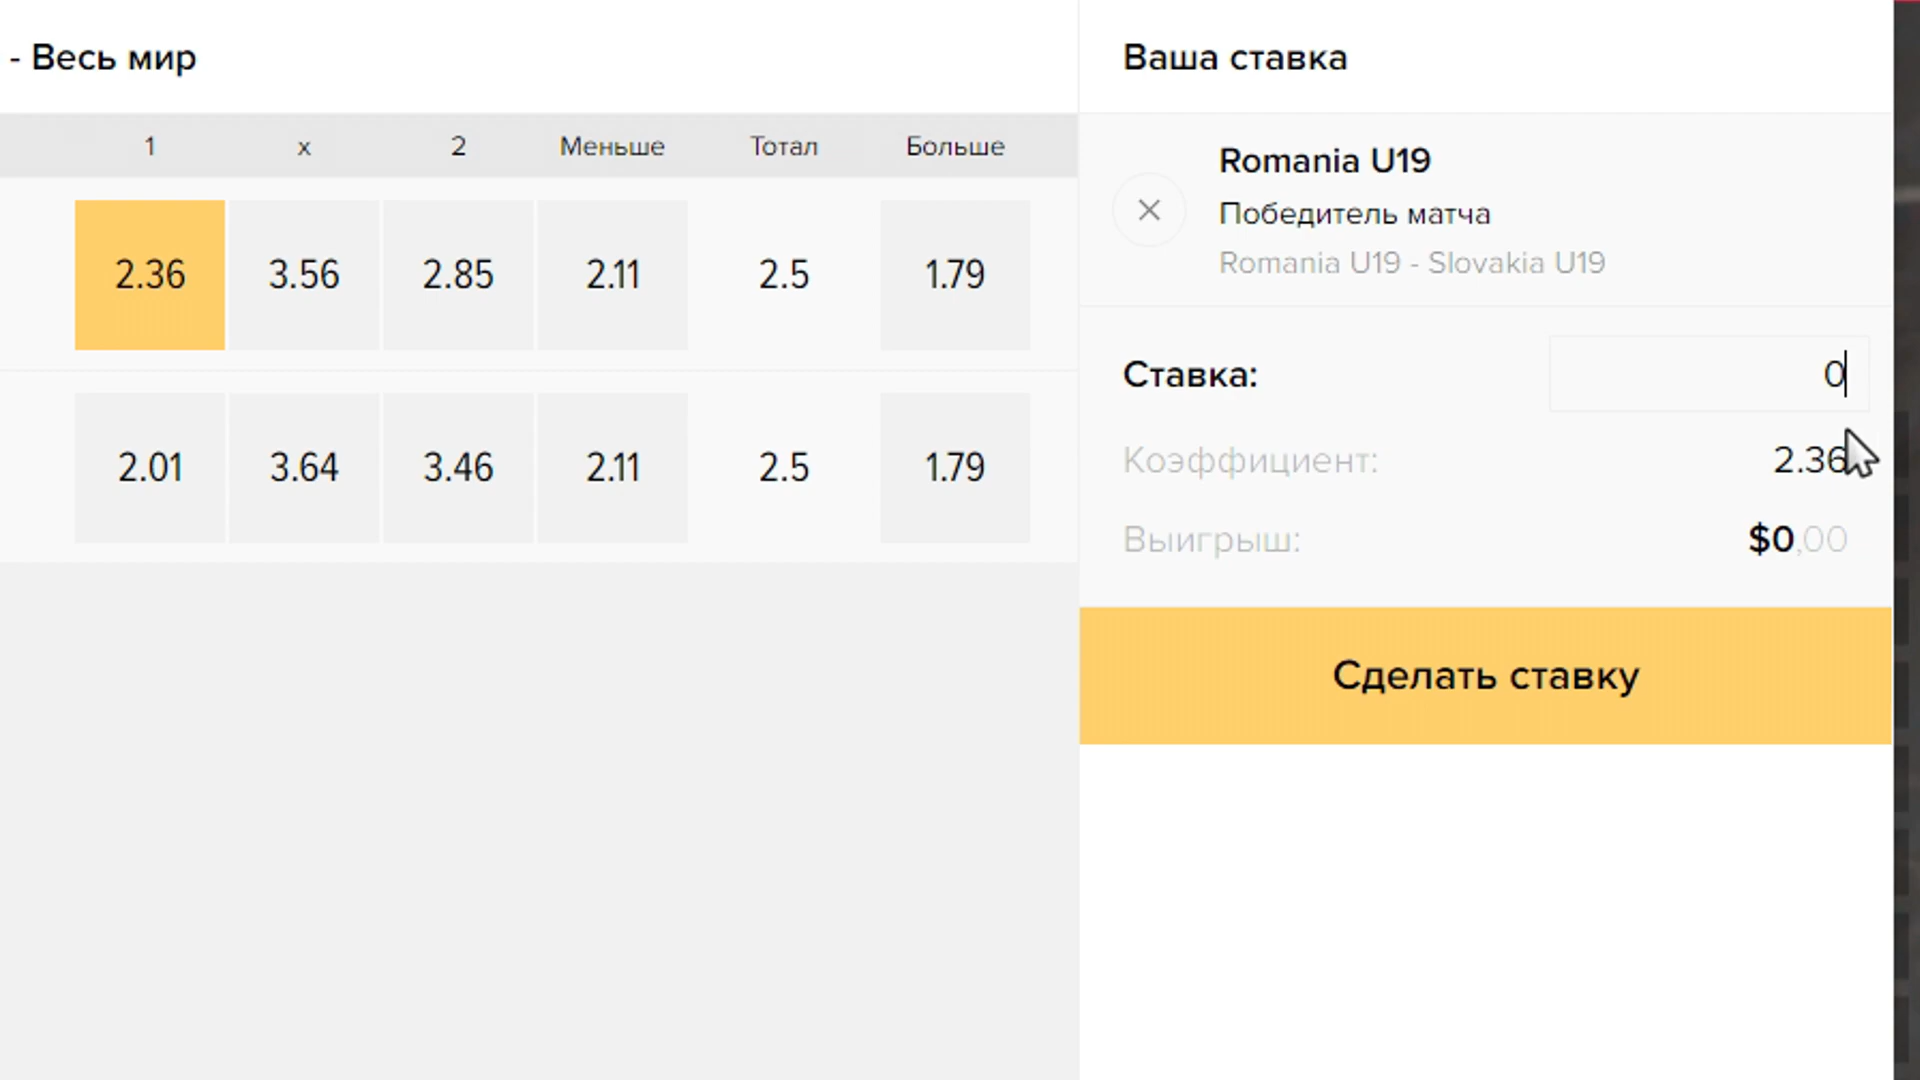 - Весь мир
1 x 2 Меньше Тотал Больше
2.36 3.56 2.85 2.11 2.5 1.79
2.01 3.64 3.46 2.11 2.5 1.79
Ваша ставка
Romania U19
Победитель матча
Romania U19 - Slovakia U19
Ставка: 0
Коэффициент: 2.36
Выигрыш: $0,00
Сделать ставку